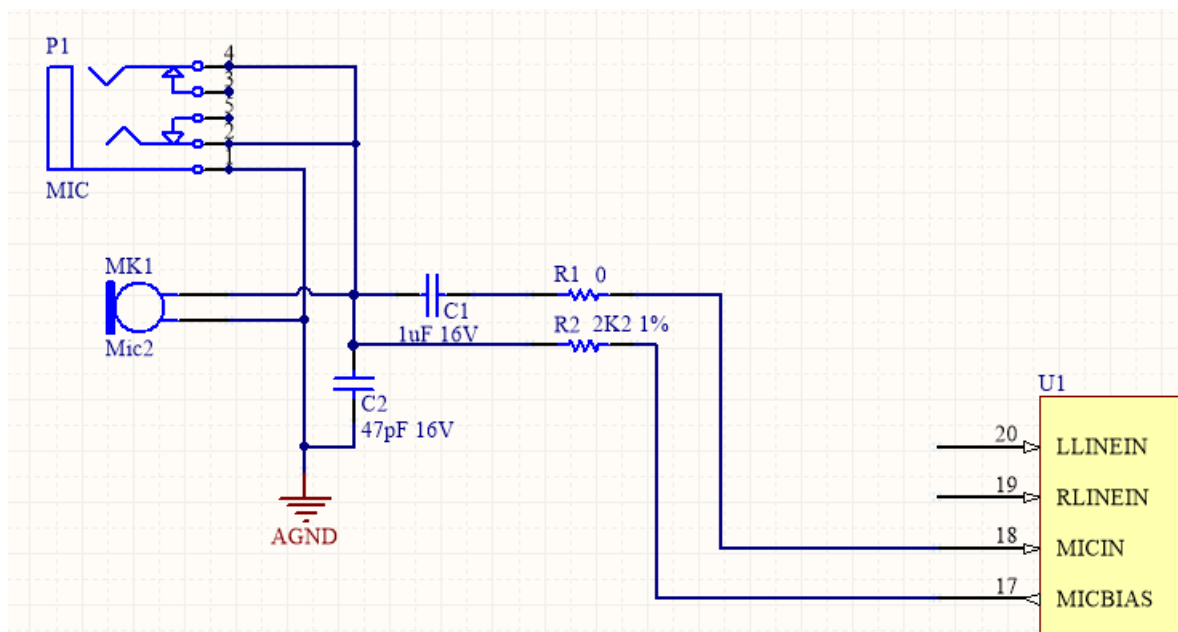 P1
4
3
5
2
1
MIC
MK1
Mic2
C1
1uF 16V
R1 0
R2 2K2 1%
C2
47pF 16V
AGND
U1
20 LLINEIN
19 RLINEIN
18 MICIN
17 MICBIAS